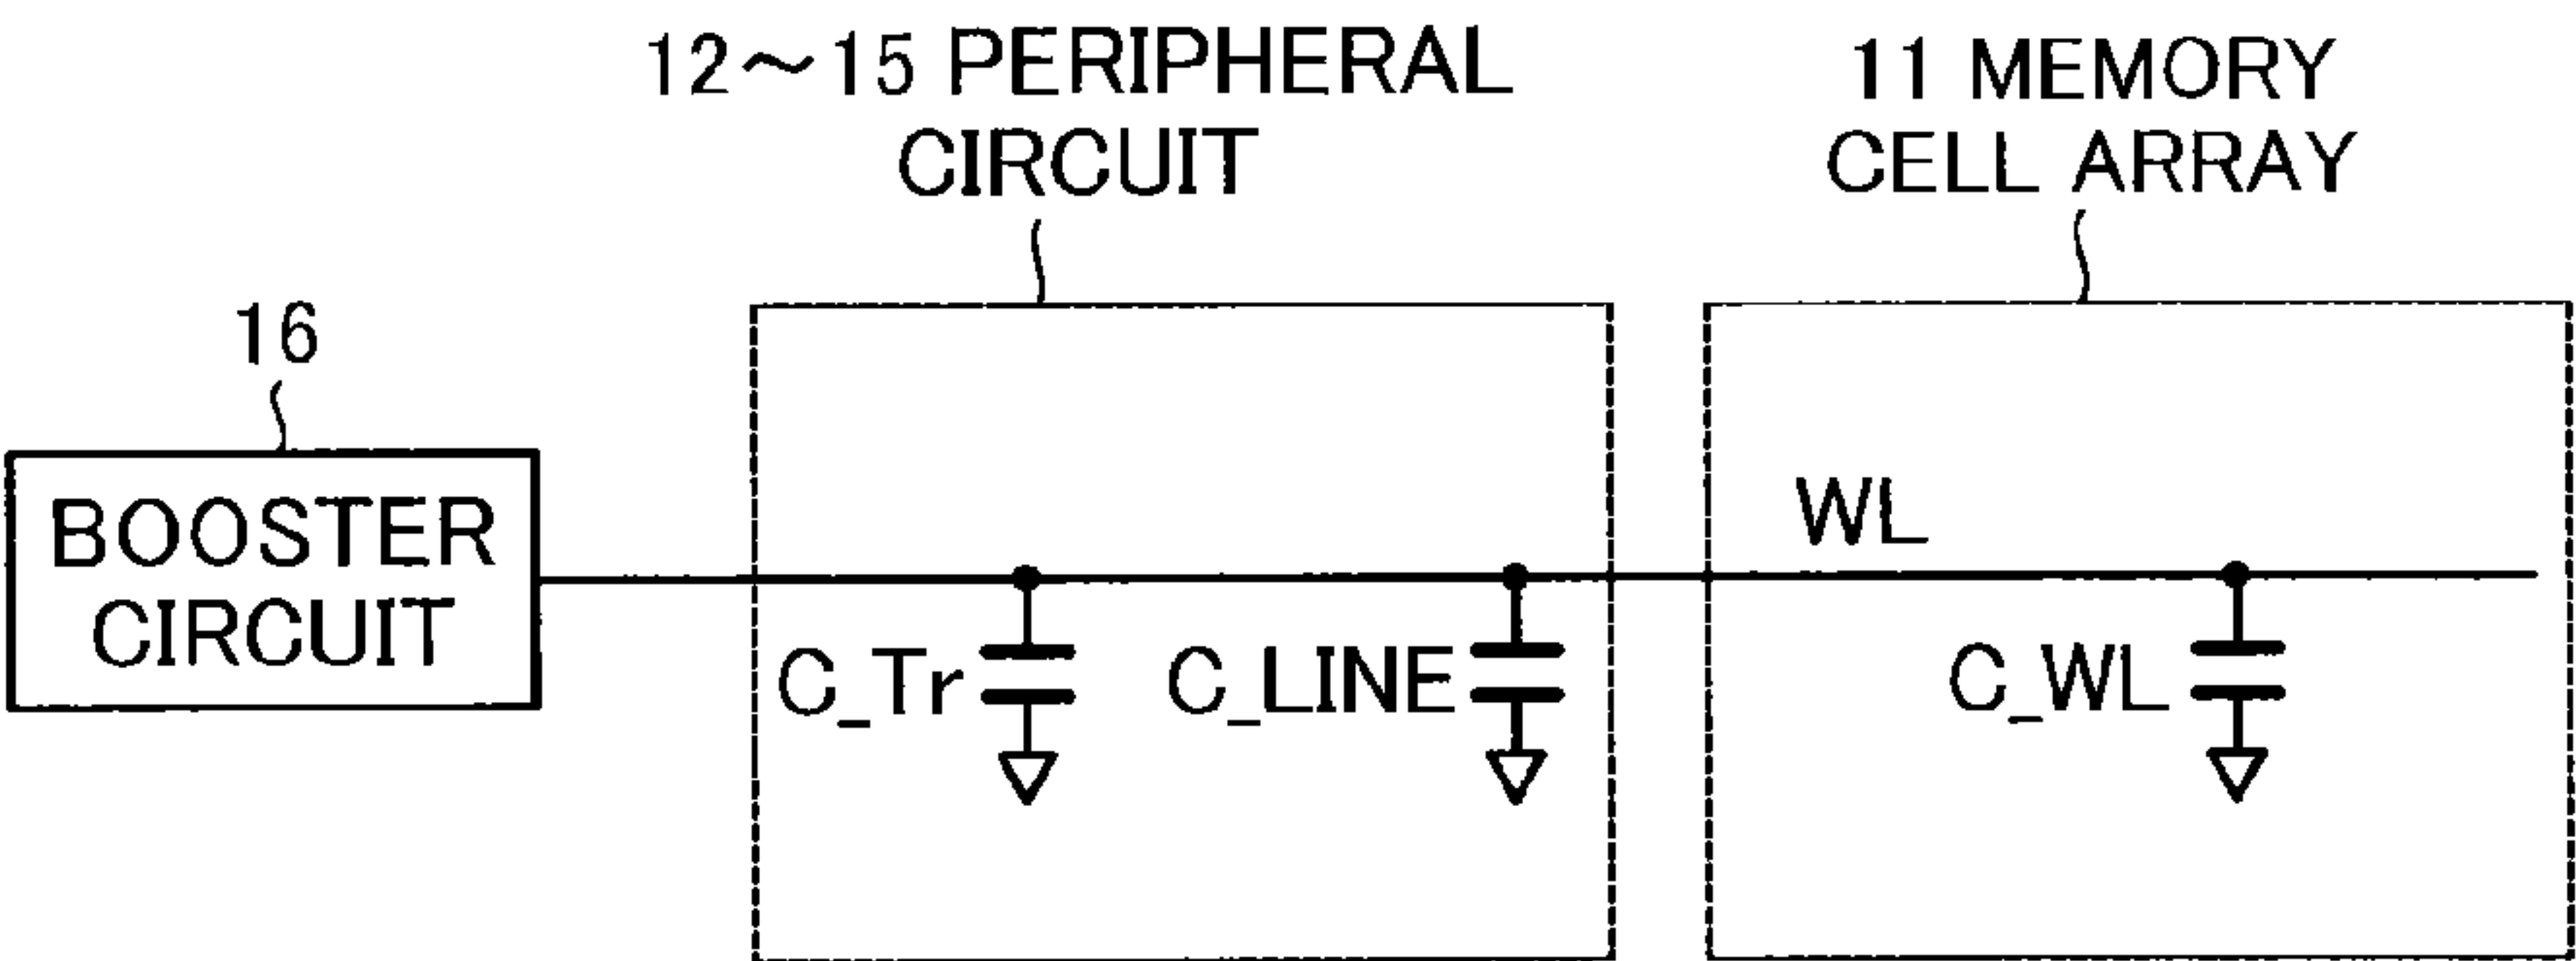 12~15 PERIPHERAL
CIRCUIT
11 MEMORY
CELL ARRAY
16
BOOSTER
CIRCUIT
WL
C_Tr
C_LINE
C_WL